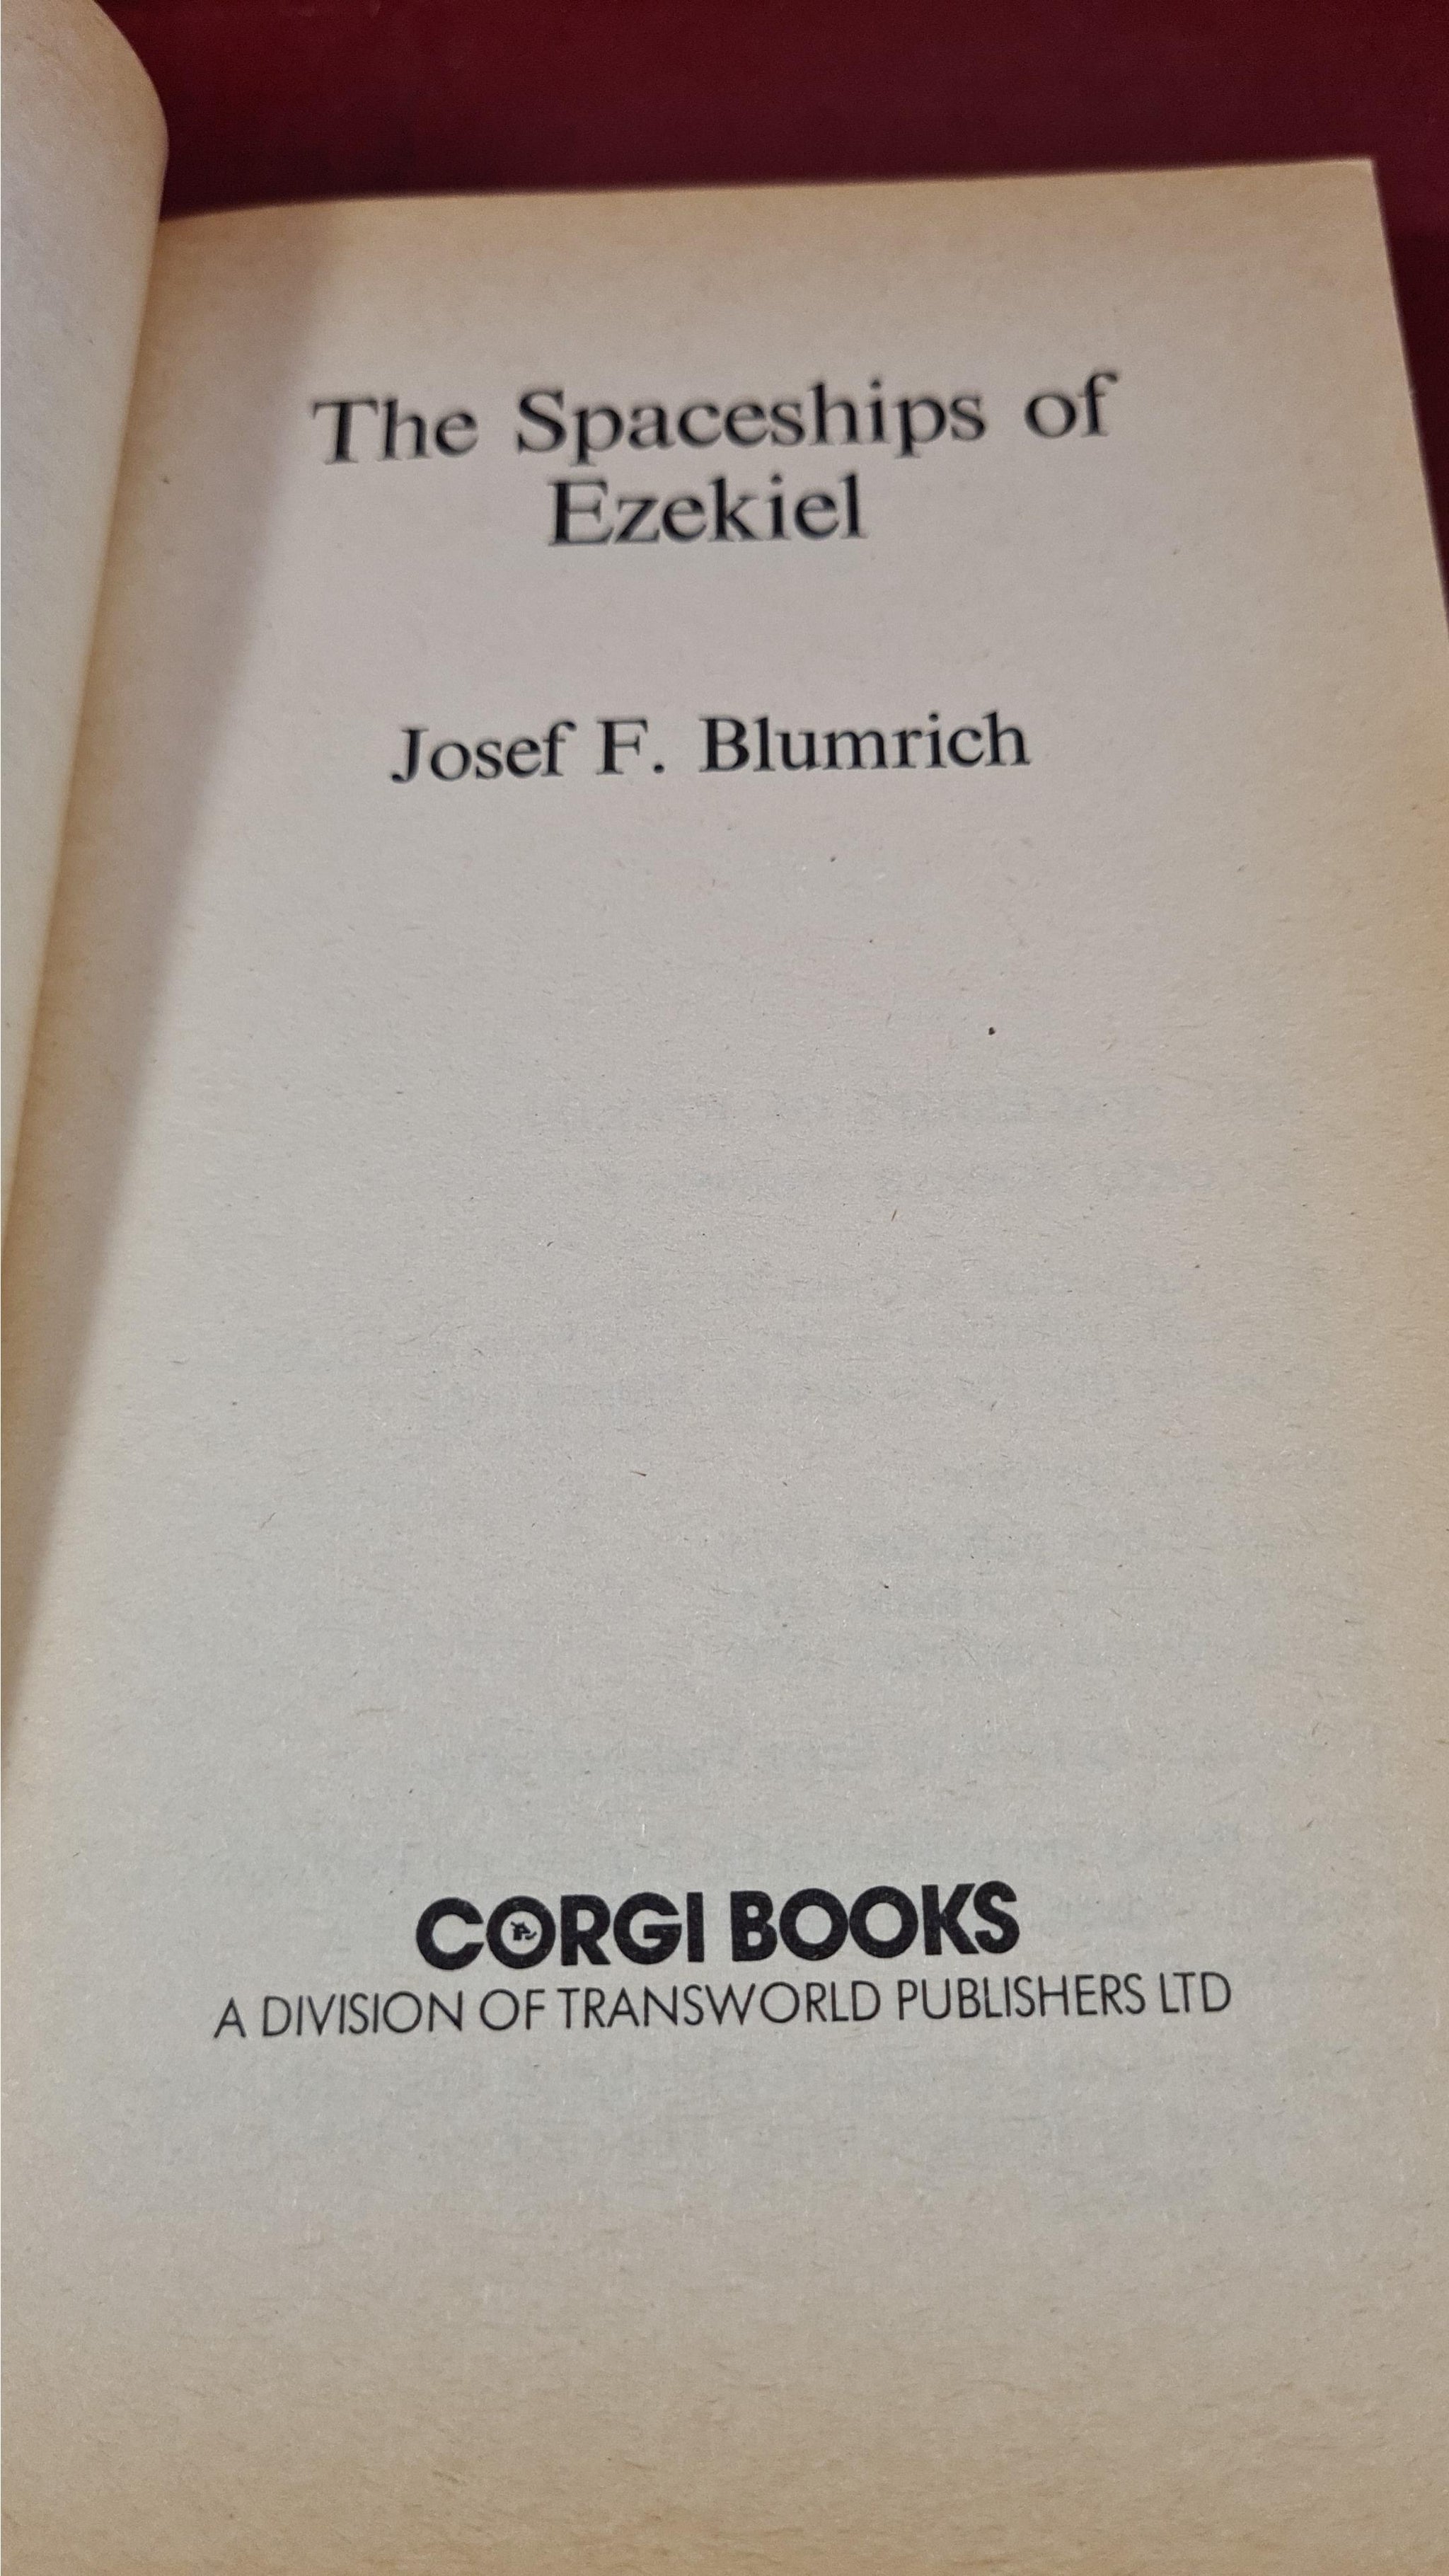 The Spaceships of
Ezekiel
Josef F. Blumrich
CORGI BOOKS
A DIVISION OF TRANSWORLD PUBLISHERS LTD